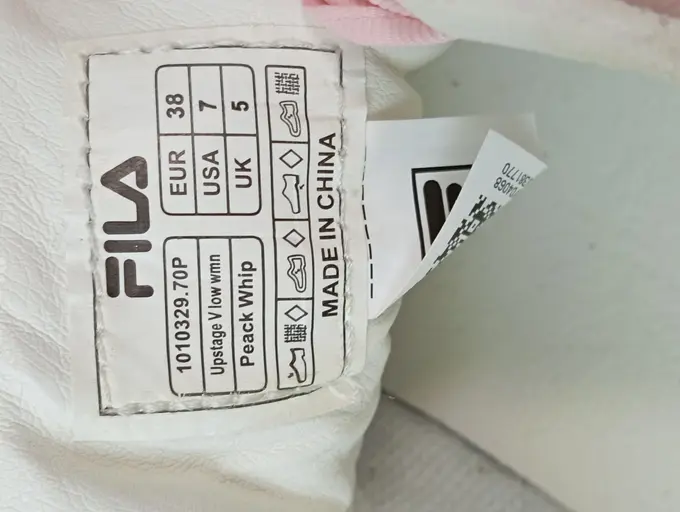 FILA
EUR 38
USA 7
UK 5
1010329.70P
Upstage V low wmn
Peack Whip
MADE IN CHINA